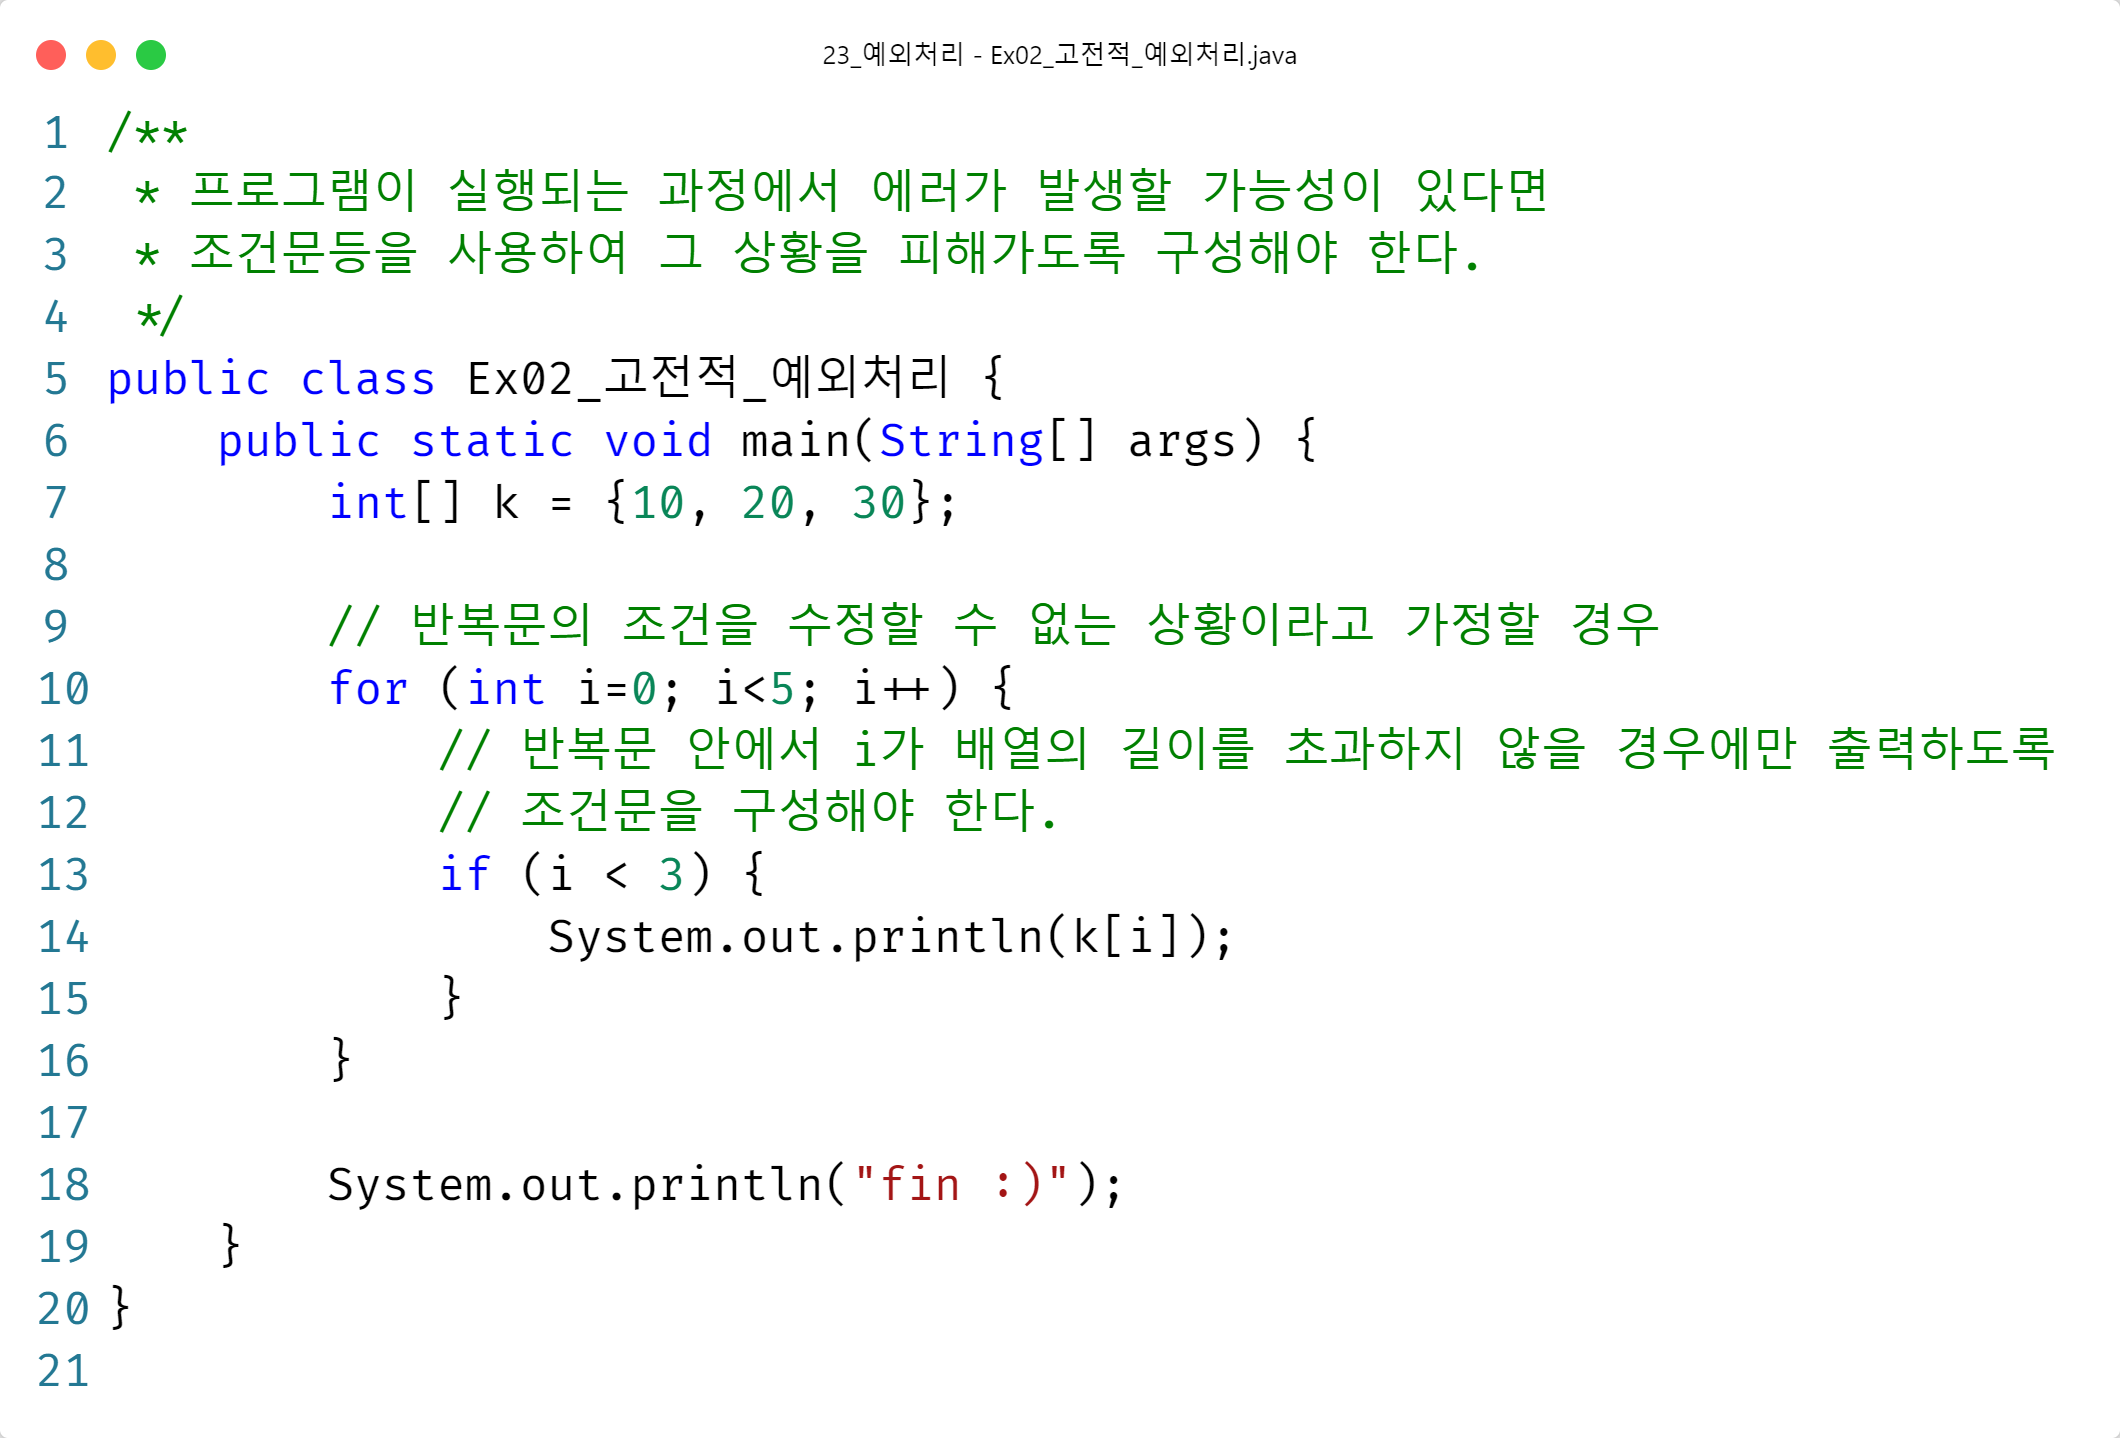 23_예외처리 - Ex02_고전적_예외처리.java
1 /**
2  * 프로그램이 실행되는 과정에서 에러가 발생할 가능성이 있다면
3  * 조건문등을 사용하여 그 상황을 피해가도록 구성해야 한다.
4  */
5 public class Ex02_고전적_예외처리 {
6     public static void main(String[] args) {
7         int[] k = {10, 20, 30};
8
9         // 반복문의 조건을 수정할 수 없는 상황이라고 가정할 경우
10         for (int i=0; i<5; i++) {
11             // 반복문 안에서 i가 배열의 길이를 초과하지 않을 경우에만 출력하도록
12             // 조건문을 구성해야 한다.
13             if (i < 3) {
14                 System.out.println(k[i]);
15             }
16         }
17
18         System.out.println("fin :)");
19     }
20 }
21